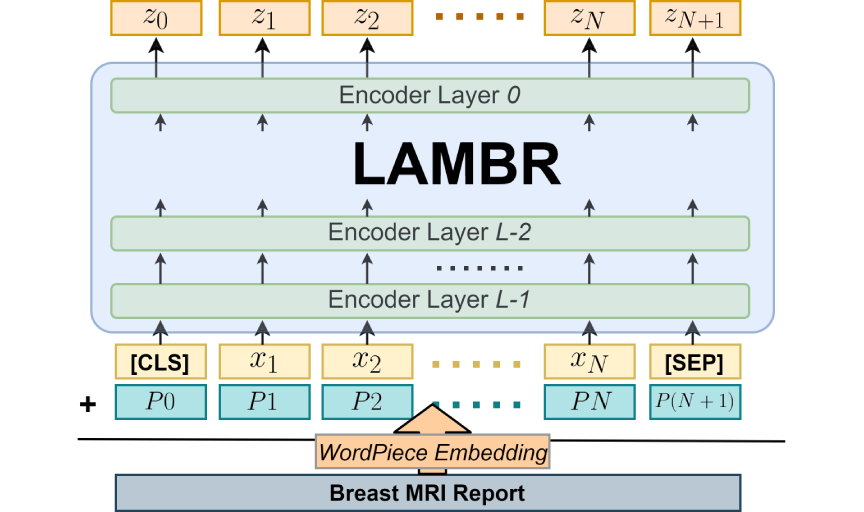 z0 z1 z2 zN zN+1
Encoder Layer 0
LAMBR
Encoder Layer L-2
Encoder Layer L-1
[CLS] x1 x2 xN [SEP]
+ P0 P1 P2 PN P(N + 1)
WordPiece Embedding
Breast MRI Report